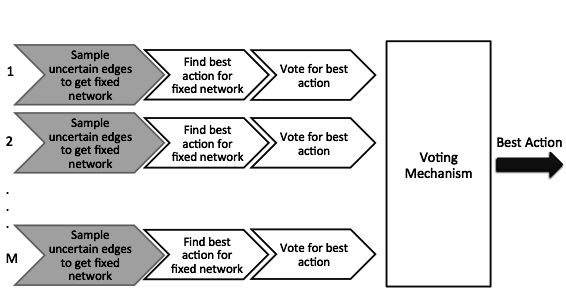 1
Sample
uncertain edges
to get fixed
network
Find best
action for
fixed network
Vote for best
action
2
Sample
uncertain edges
to get fixed
network
Find best
action for
fixed network
Vote for best
action
.
.
.
M
Sample
uncertain edges
to get fixed
network
Find best
action for
fixed network
Vote for best
action
Voting
Mechanism
Best Action